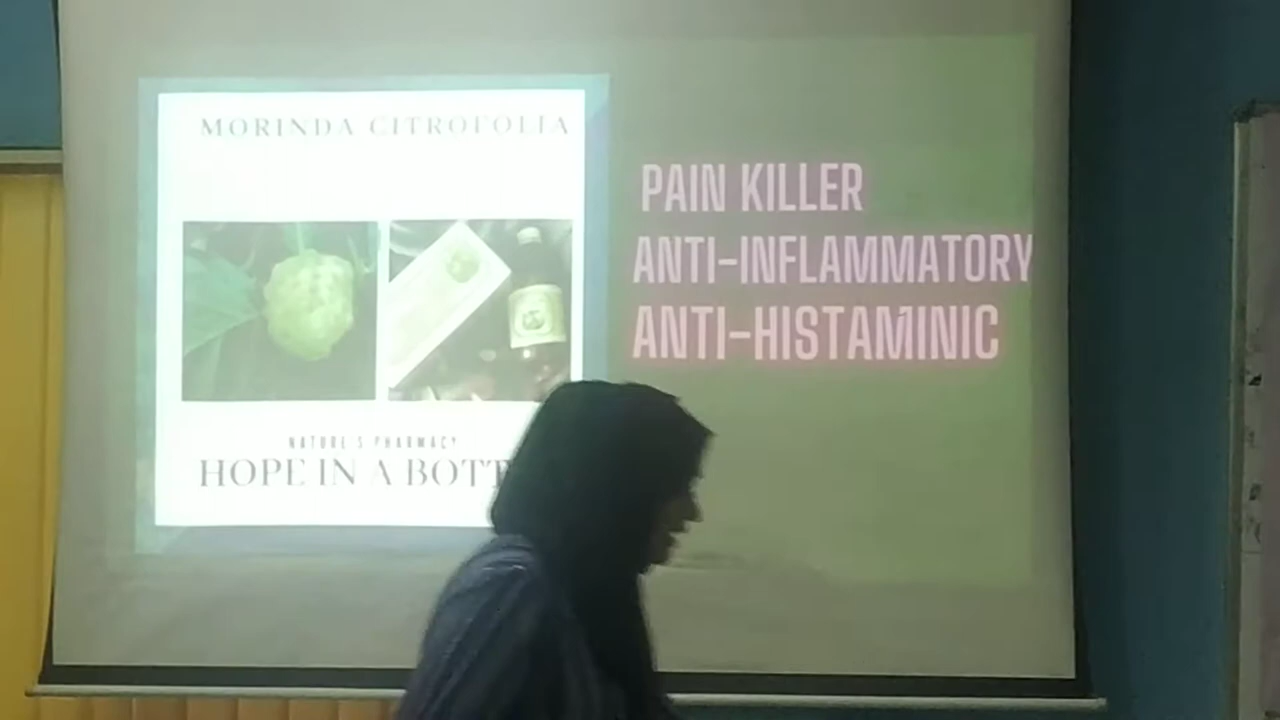 MORINDA CITROFOLIA
PAIN KILLER
ANTI-INFLAMMATORY
ANTI-HISTAMINIC
NATURE'S PHARMACY
HOPE IN A BOTT